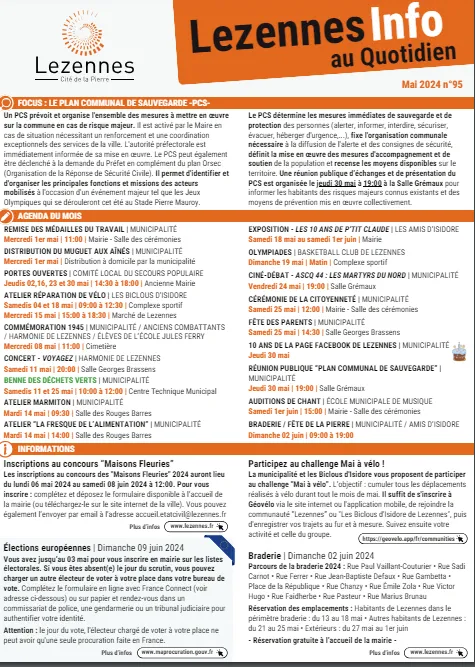 Lezennes
Cité de la Pierre
Lezennes Info
au Quotidien
Mai 2024 n°95
FOCUS : LE PLAN COMMUNAL DE SAUVEGARDE -PCS-
Un PCS prévoit et organise l'ensemble des mesures à mettre en œuvre
sur la commune en cas de risque majeur. Il est activé par le Maire en
cas de situation nécessitant un renforcement et une coordination
exceptionnels des services de la ville. L'autorité préfectorale est
immédiatement informée de sa mise en œuvre. Le PCS peut également
être déclenché à la demande du Préfet en complément du plan Orsec
(Organisation de la Réponse de Sécurité Civile). Il permet d'identifier et
d'organiser les principales fonctions et missions des acteurs
mobilisés à l'occasion d'un événement majeur tel que les Jeux
Olympiques qui se dérouleront cet été au Stade Pierre Mauroy.
Le PCS détermine les mesures immédiates de sauvegarde et de
protection des personnes (alerter, informer, interdire, sécuriser,
évacuer, héberger d'urgence,...), fixe l'organisation communale
nécessaire à la diffusion de l'alerte et des consignes de sécurité,
définit la mise en œuvre des mesures d'accompagnement et de
soutien de la population et recense les moyens disponibles sur le
territoire. Une réunion publique d'échanges et de présentation du
PCS est organisée le jeudi 30 mai à 19:00 à la Salle Grémaux pour
informer les habitants des risques majeurs connus existants et des
moyens de prévention mis en œuvre collectivement.
AGENDA DU MOIS
REMISE DES MÉDAILLES DU TRAVAIL | MUNICIPALITÉ
Mercredi 1er mai | 11:00 | Mairie - Salle des cérémonies
DISTRIBUTION DU MUGUET AUX AÎNÉS | MUNICIPALITÉ
Mercredi 1er mai | Distribution à domicile par la municipalité
PORTES OUVERTES | COMITÉ LOCAL DU SECOURS POPULAIRE
Jeudis 02,16, 23 et 30 mai | 14:30 à 18:00 | Ancienne Mairie
ATELIER RÉPARATION DE VÉLO | LES BICLOUS D'ISIDORE
Samedis 04 et 18 mai | 09:00 à 12:30 | Complexe sportif
Mercredi 15 mai | 15:00 à 18:30 | Marché de Lezennes
COMMÉMORATION 1945 | MUNICIPALITÉ / ANCIENS COMBATTANTS
/ HARMONIE DE LEZENNES / ÉLÈVES DE L'ÉCOLE JULES FERRY
Mercredi 08 mai | 11:00 | Cimetière
CONCERT - VOYAGEZ | HARMONIE DE LEZENNES
Samedi 11 mai | 20:00 | Salle Georges Brassens
BENNE DES DÉCHETS VERTS | MUNICIPALITÉ
Samedis 11 et 25 mai | 10:00 à 12:00 | Centre Technique Municipal
ATELIER MARMITON | MUNICIPALITÉ
Mardi 14 mai | 09:30 | Salle des Rouges Barres
ATELIER "LA FRESQUE DE L'ALIMENTATION" | MUNICIPALITÉ
Mardi 14 mai | 14:00 | Salle des Rouges Barres
EXPOSITION - LES 10 ANS DE P'TIT CLAUDE | LES AMIS D'ISIDORE
Samedi 18 mai au samedi 1er juin | Mairie
OLYMPIADES | BASKETBALL CLUB DE LEZENNES
Dimanche 19 mai | Matin | Complexe sportif
CINÉ-DÉBAT - ASCQ 44 : LES MARTYRS DU NORD | MUNICIPALITÉ
Vendredi 24 mai | 19:00 | Salle Grémaux
CÉRÉMONIE DE LA CITOYENNETÉ | MUNICIPALITÉ
Samedi 25 mai | 12:00 | Mairie - Salle des cérémonies
FÊTE DES PARENTS | MUNICIPALITÉ
Samedi 25 mai | 14:30 | Salle Georges Brassens
10 ANS DE LA PAGE FACEBOOK DE LEZENNES | MUNICIPALITÉ
Jeudi 30 mai
RÉUNION PUBLIQUE "PLAN COMMUNAL DE SAUVEGARDE" |
MUNICIPALITÉ
Jeudi 30 mai | 19:00 | Salle Grémaux
AUDITIONS DE CHANT | ÉCOLE MUNICIPALE DE MUSIQUE
Samedi 1er juin | 15:00 | Mairie - Salle des cérémonies
BRADERIE / FÊTE DE LA PIERRE | MUNICIPALITÉ / AMIS D'ISIDORE
Dimanche 02 juin | 09:00 à 19:00
INFORMATIONS
Inscriptions au concours "Maisons Fleuries"
Les inscriptions au concours des "Maisons Fleuries" 2024 auront lieu
du lundi 06 mai 2024 au samedi 08 juin 2024 à 12:00. Pour vous
inscrire : complétez et déposez le formulaire disponible à l'accueil de
la mairie (ou téléchargez-le sur le site internet de la ville). Vous pouvez
également l'envoyer par email à l'adresse accueil.etatcivil@lezennes.fr
Plus d'infos www.lezennes.fr
Élections européennes | Dimanche 09 juin 2024
Vous avez jusqu'au 03 mai pour vous inscrire en mairie sur les listes
électorales. Si vous êtes absent(e) le jour du scrutin, vous pouvez
charger un autre électeur de voter à votre place dans votre bureau de
vote. Complétez le formulaire en ligne avec France Connect (voir
adresse ci-dessous) ou sur papier et rendez-vous dans un
commissariat de police, une gendarmerie ou un tribunal judiciaire pour
authentifier votre identité.
Attention : le jour du vote, l'électeur chargé de voter à votre place ne
peut avoir qu'une seule procuration faite en France.
Plus d'infos www.maprocuration.gouv.fr
Participez au challenge Mai à vélo !
La municipalité et les Biclous d'Isidore vous proposent de participer
au challenge "Mai à vélo". L'objectif : cumuler tous les déplacements
réalisés à vélo durant tout le mois de mai. Il suffit de s'inscrire à
Géovélo via le site internet ou l'application mobile, de rejoindre la
communauté "Lezennes" ou "Les Biclous d'Isidore de Lezennes", puis
d'enregistrer vos trajets au fur et à mesure. Suivez ensuite votre
activité et celle du groupe.
https://geovelo.app/fr/communities
Braderie | Dimanche 02 juin 2024
Parcours de la braderie 2024 : Rue Paul Vaillant-Couturier • Rue Sadi
Carnot • Rue Ferrer • Rue Jean-Baptiste Defaux • Rue Gambetta •
Place de la République • Rue Chanzy • Rue Émile Zola • Rue Victor
Hugo • Rue Faidherbe • Rue Pasteur • Rue Marius Brunau
Réservation des emplacements : Habitants de Lezennes dans le
périmètre braderie : du 13 au 18 mai • Autres habitants de Lezennes :
du 21 au 25 mai • Extérieurs : du 27 mai au 1er juin
- Réservation gratuite à l'accueil de la mairie -
Plus d'infos www.lezennes.fr